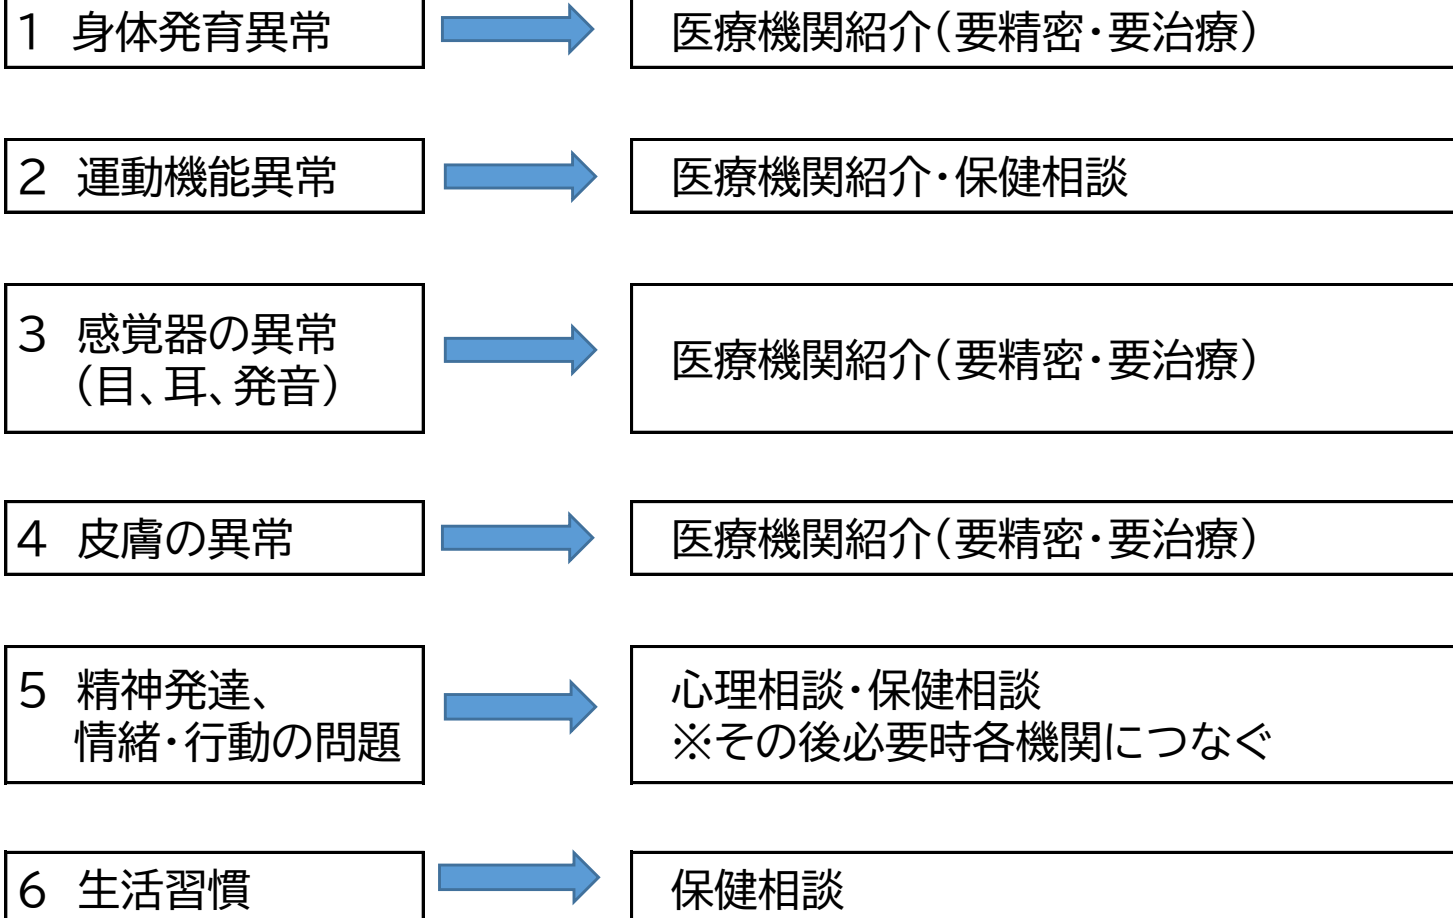 1 身体発育異常
医療機関紹介(要精密・要治療)
2 運動機能異常
医療機関紹介・保健相談
3 感覚器の異常
(目、耳、発音)
医療機関紹介(要精密・要治療)
4 皮膚の異常
医療機関紹介(要精密・要治療)
5 精神発達、
情緒・行動の問題
心理相談・保健相談
※その後必要時各機関につなぐ
6 生活習慣
保健相談